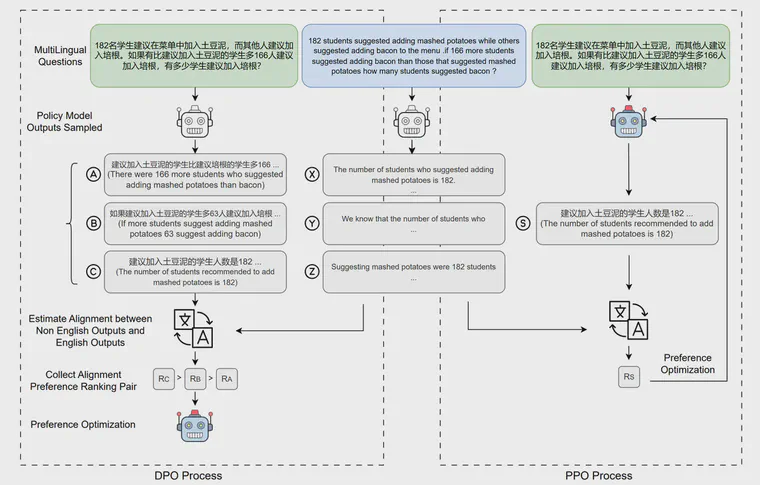 MultiLingual
Questions
182名学生建议在菜单中加入土豆泥，而其他人建议加
入培根。如果有比建议加入土豆泥的学生多166人建
议加入培根，有多少学生建议加入培根？
182 students suggested adding mashed potatoes while others
suggested adding bacon to the menu .if 166 more students
suggested adding bacon than those that suggested mashed
potatoes how many students suggested bacon ?
182名学生建议在菜单中加入土豆泥，而其他人建议加
入培根。如果有比建议加入土豆泥的学生多166人建
议加入培根，有多少学生建议加入培根？
Policy Model
Outputs Sampled
A
建议加入土豆泥的学生比建议培根的学生多166 ...
(There were 166 more students who suggested
adding mashed potatoes than bacon)
X
The number of students who suggested adding
mashed potatoes is 182.
...
B
如果建议加入土豆泥的学生多63人建议加入培根 ...
(If more students suggest adding mashed
potatoes 63 suggest adding bacon)
Y
We know that the number of students who
...
S
建议加入土豆泥的学生人数是182 ...
(The number of students recommended to add
mashed potatoes is 182)
C
建议加入土豆泥的学生人数是182 ...
(The number of students recommended to add
mashed potatoes is 182)
Z
Suggesting mashed potatoes were 182 students
...
Estimate Alignment between
Non English Outputs and
English Outputs
文 A
文 A
Collect Alignment
Preference Ranking Pair
RC > RB > RA
RS
Preference
Optimization
Preference Optimization
DPO Process
PPO Process